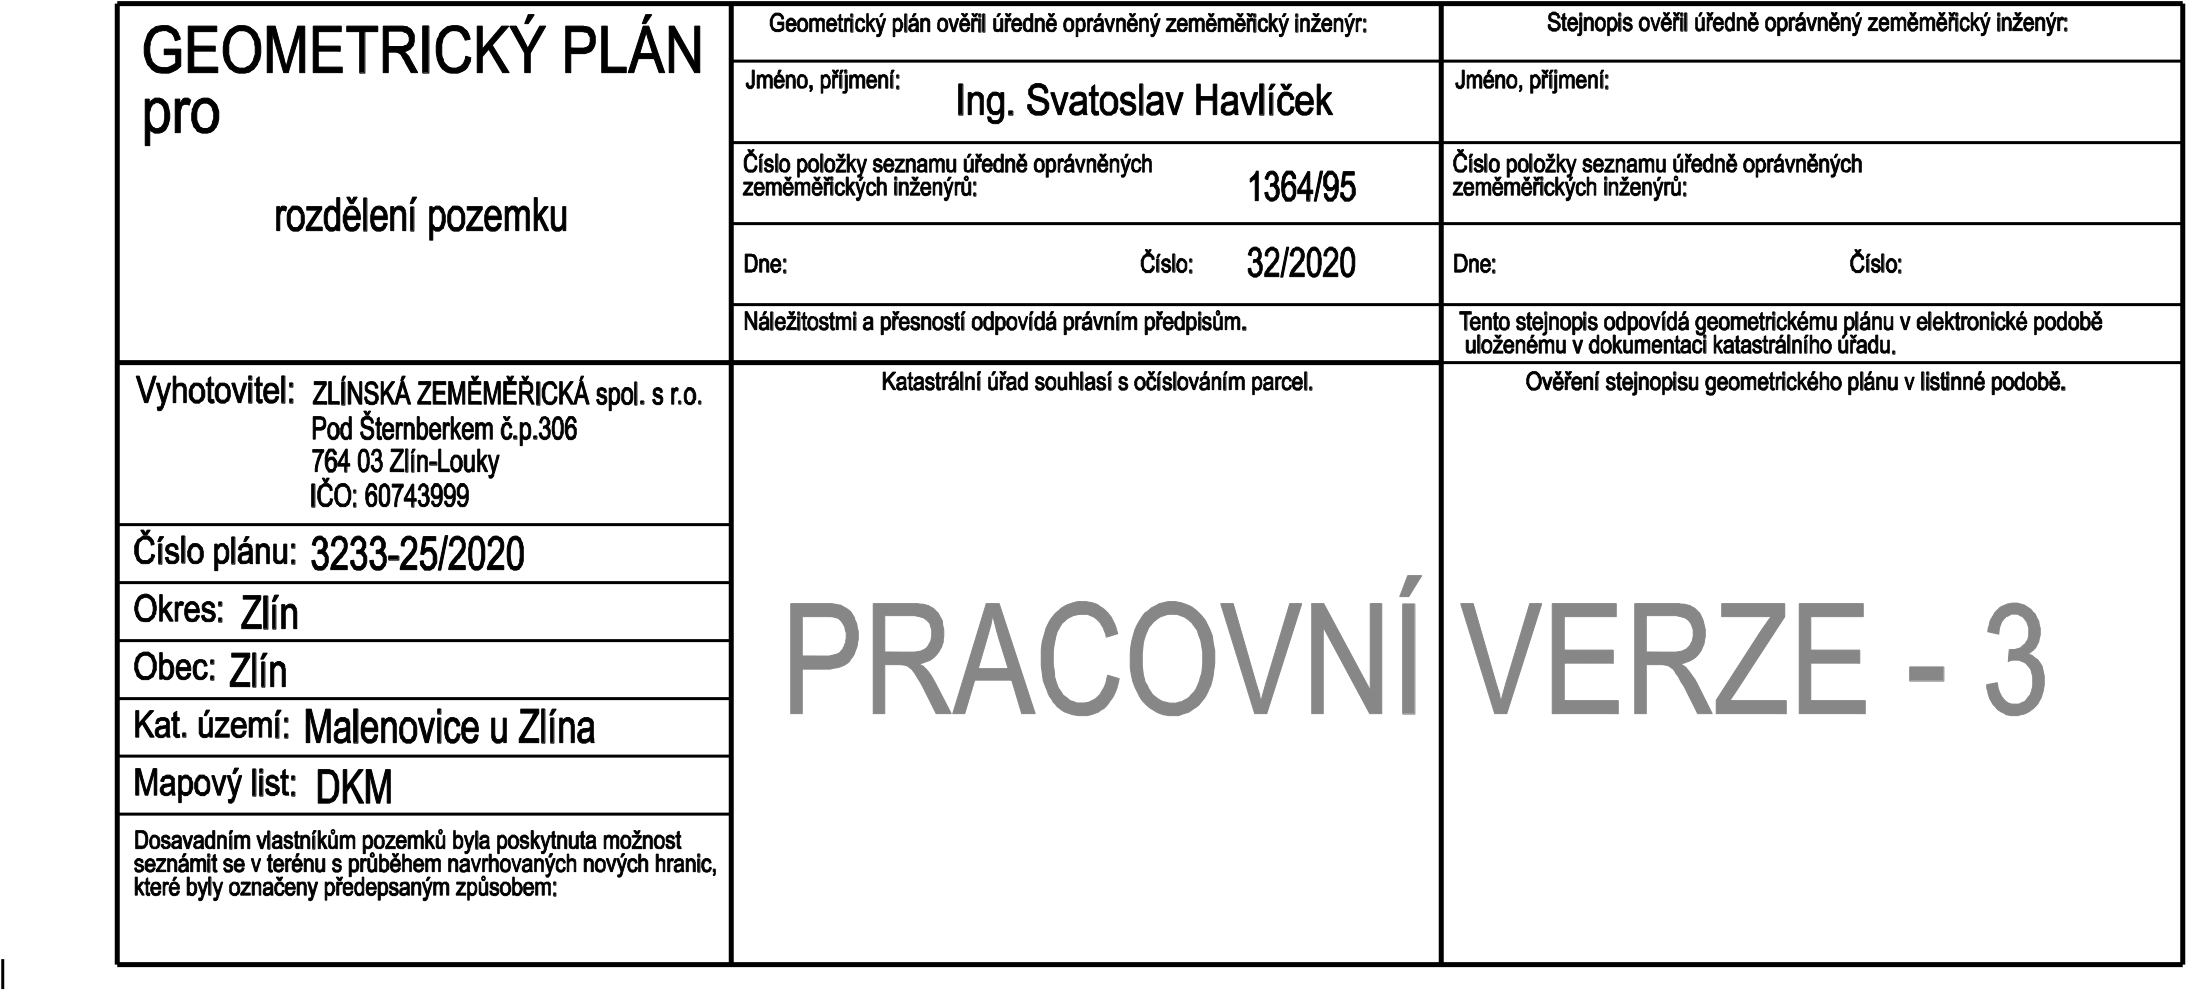 GEOMETRICKÝ PLÁN
pro
rozdělení pozemku
Geometrický plán ověřil úředně oprávněný zeměměřický inženýr:
Jméno, příjmení:
Ing. Svatoslav Havlíček
Číslo položky seznamu úředně oprávněných
zeměměřických inženýrů:
1364/95
Dne:
Číslo: 32/2020
Náležitostmi a přesností odpovídá právním předpisům.
Stejnopis ověřil úředně oprávněný zeměměřický inženýr:
Jméno, příjmení:
Číslo položky seznamu úředně oprávněných
zeměměřických inženýrů:
Dne:
Číslo:
Tento stejnopis odpovídá geometrickému plánu v elektronické podobě
uloženému v dokumentaci katastrálního úřadu.
Vyhotovitel: ZLÍNSKÁ ZEMĚMĚŘICKÁ spol. s r.o.
Pod Šternberkem č.p.306
764 03 Zlín-Louky
IČO: 60743999
Číslo plánu: 3233-25/2020
Okres: Zlín
Obec: Zlín
Kat. území: Malenovice u Zlína
Mapový list: DKM
Dosavadním vlastníkům pozemků byla poskytnuta možnost
seznámit se v terénu s průběhem navrhovaných nových hranic,
které byly označeny předepsaným způsobem:
Katastrální úřad souhlasí s očíslováním parcel.
Ověření stejnopisu geometrického plánu v listinné podobě.
PRACOVNÍ VERZE - 3